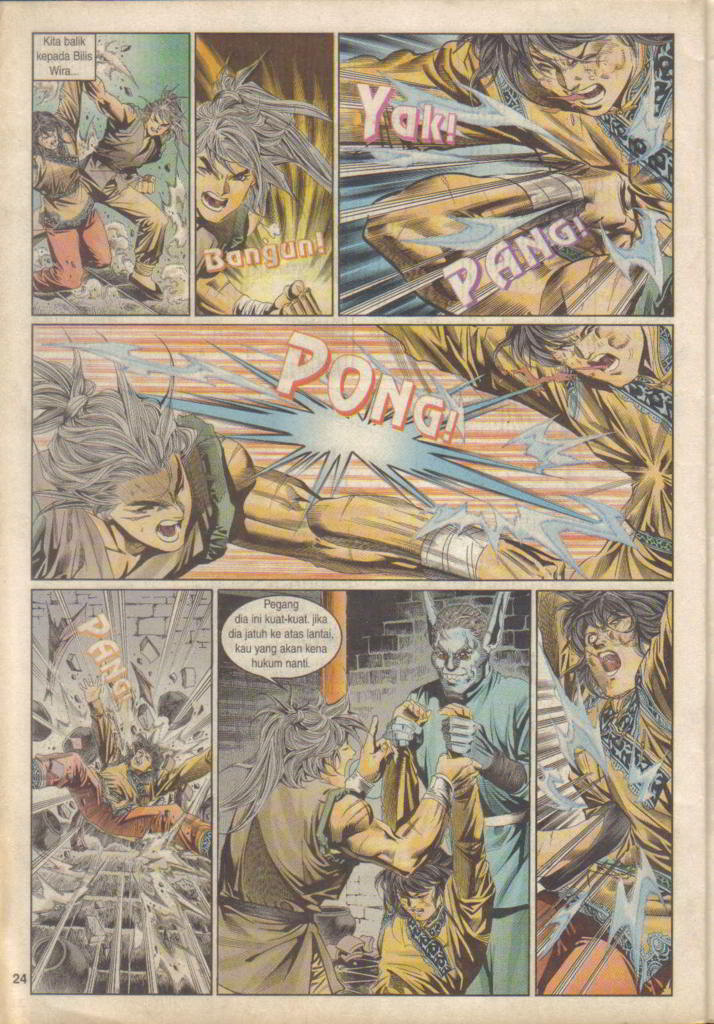 Kita balik
kepada Bilis
Wira...
Bangun!
Yak!
PANG!
PONG!
PANG!
Pegang
dia ini kuat-kuat. jika
dia jatuh ke atas lantai,
kau yang akan kena
hukum nanti.
24